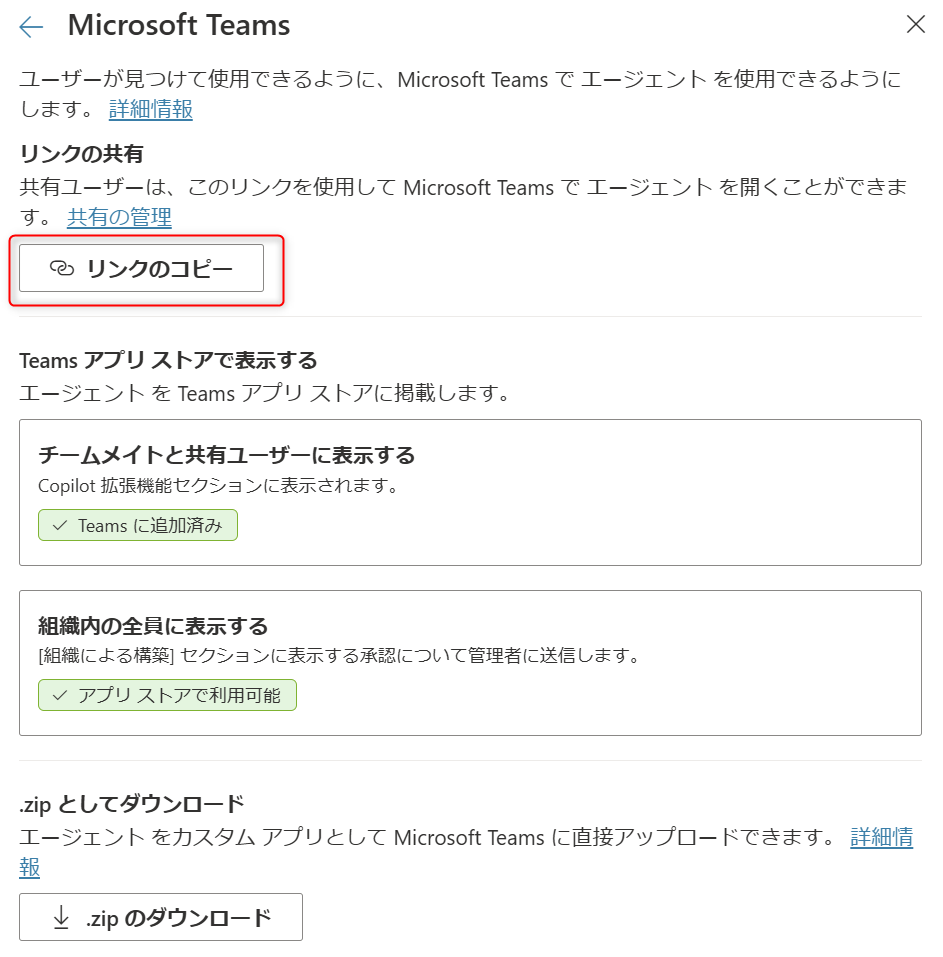 Microsoft Teams
ユーザーが見つけて使用できるように、Microsoft Teams で エージェント を使用できるように
します。 詳細情報
リンクの共有
共有ユーザーは、このリンクを使用して Microsoft Teams で エージェント を開くことができま
す。 共有の管理
リンクのコピー
Teams アプリ ストアで表示する
エージェント を Teams アプリ ストアに掲載します。
チームメイトと共有ユーザーに表示する
Copilot 拡張機能セクションに表示されます。
Teams に追加済み
組織内の全員に表示する
[組織による構築] セクションに表示する承認について管理者に送信します。
アプリ ストアで利用可能
.zip としてダウンロード
エージェント をカスタム アプリとして Microsoft Teams に直接アップロードできます。 詳細情
報
.zip のダウンロード